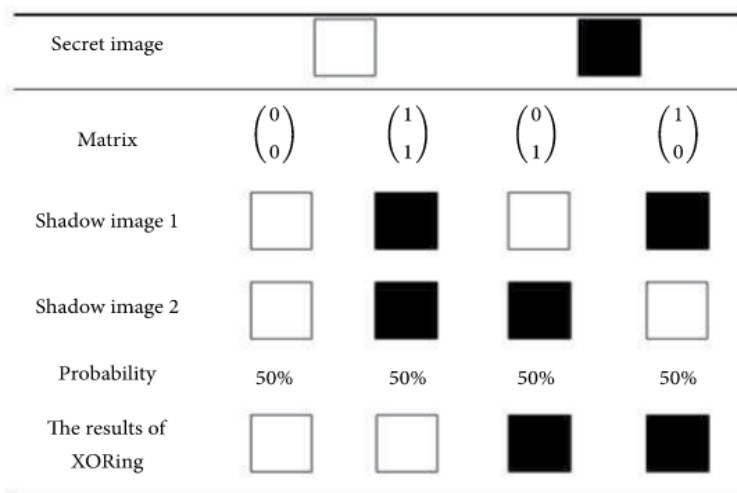 Secret image
Matrix
(0 0) (1 1) (0 1) (1 0)
Shadow image 1
Shadow image 2
Probability 50% 50% 50% 50%
The results of
XORing